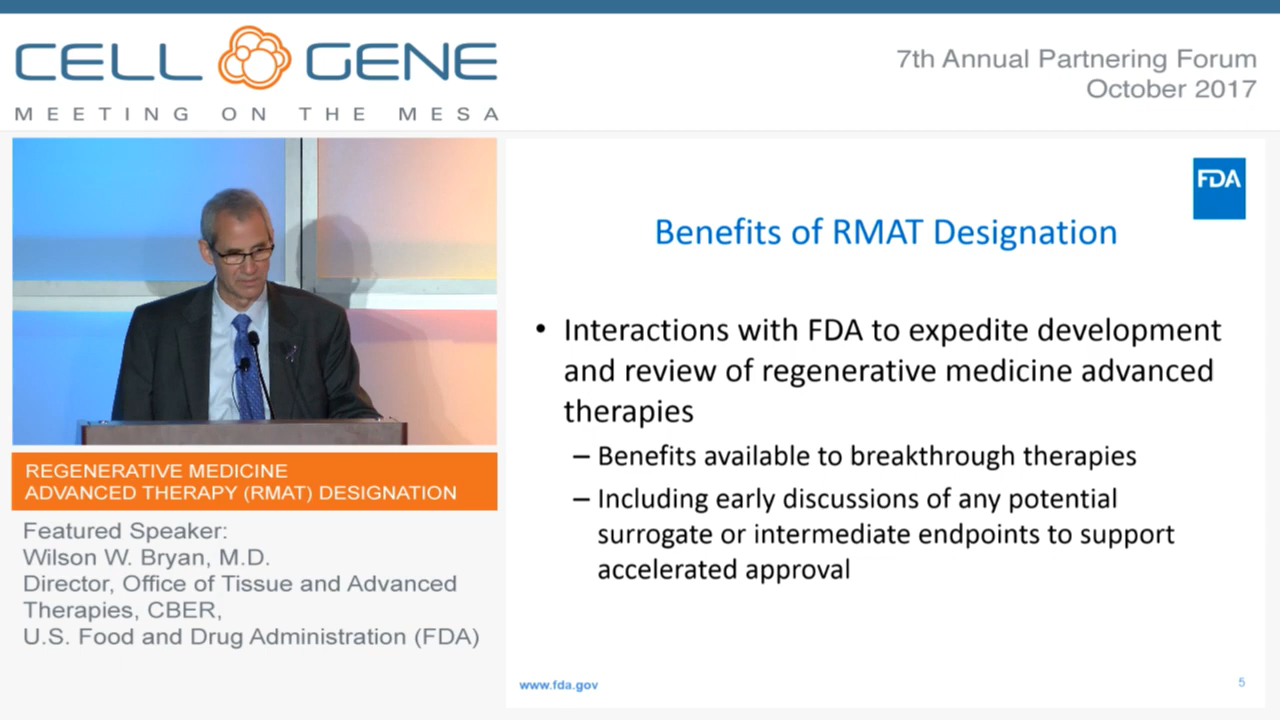 CELL GENE
MEETING ON THE MESA
7th Annual Partnering Forum
October 2017
FDA
Benefits of RMAT Designation
• Interactions with FDA to expedite development
and review of regenerative medicine advanced
therapies
– Benefits available to breakthrough therapies
– Including early discussions of any potential
surrogate or intermediate endpoints to support
accelerated approval
www.fda.gov
5
REGENERATIVE MEDICINE
ADVANCED THERAPY (RMAT) DESIGNATION
Featured Speaker:
Wilson W. Bryan, M.D.
Director, Office of Tissue and Advanced
Therapies, CBER,
U.S. Food and Drug Administration (FDA)